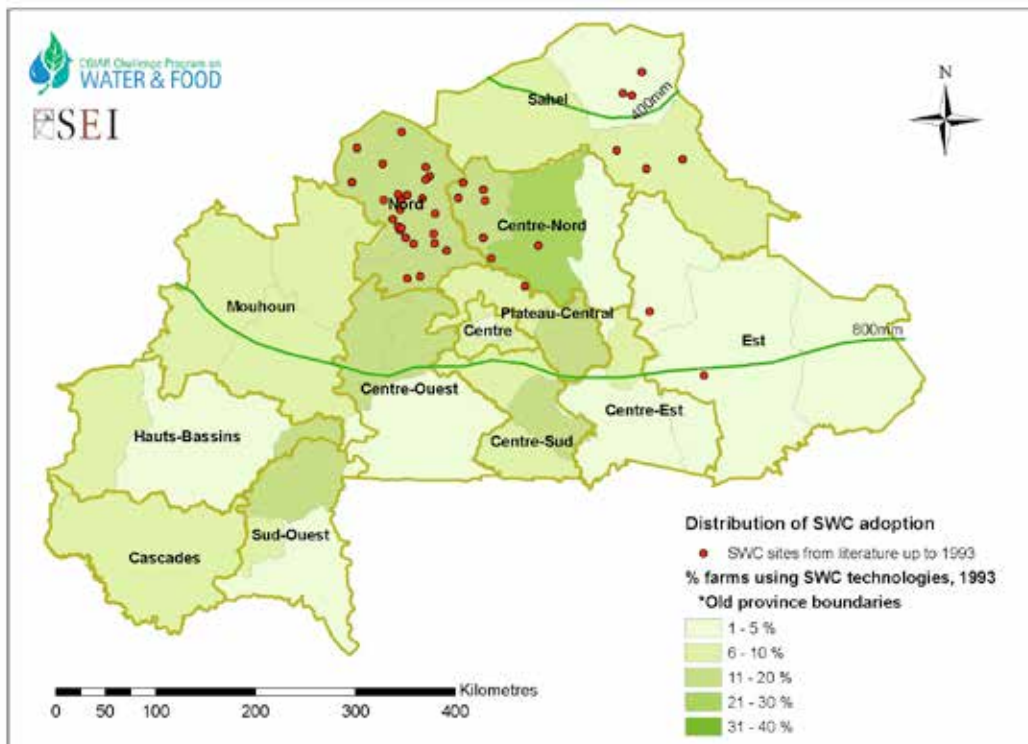 CGIAR Challenge Program on
WATER & FOOD
SEI
N
Sahel
400mm
Nord
Centre-Nord
Mouhoun
Plateau-Central
Centre
Est
800mm
Centre-Ouest
Centre-Est
Hauts-Bassins
Centre-Sud
Sud-Ouest
Cascades
Distribution of SWC adoption
SWC sites from literature up to 1993
% farms using SWC technologies, 1993
*Old province boundaries
1 - 5 %
6 - 10 %
11 - 20 %
21 - 30 %
31 - 40 %
Kilometres
0 50 100 200 300 400